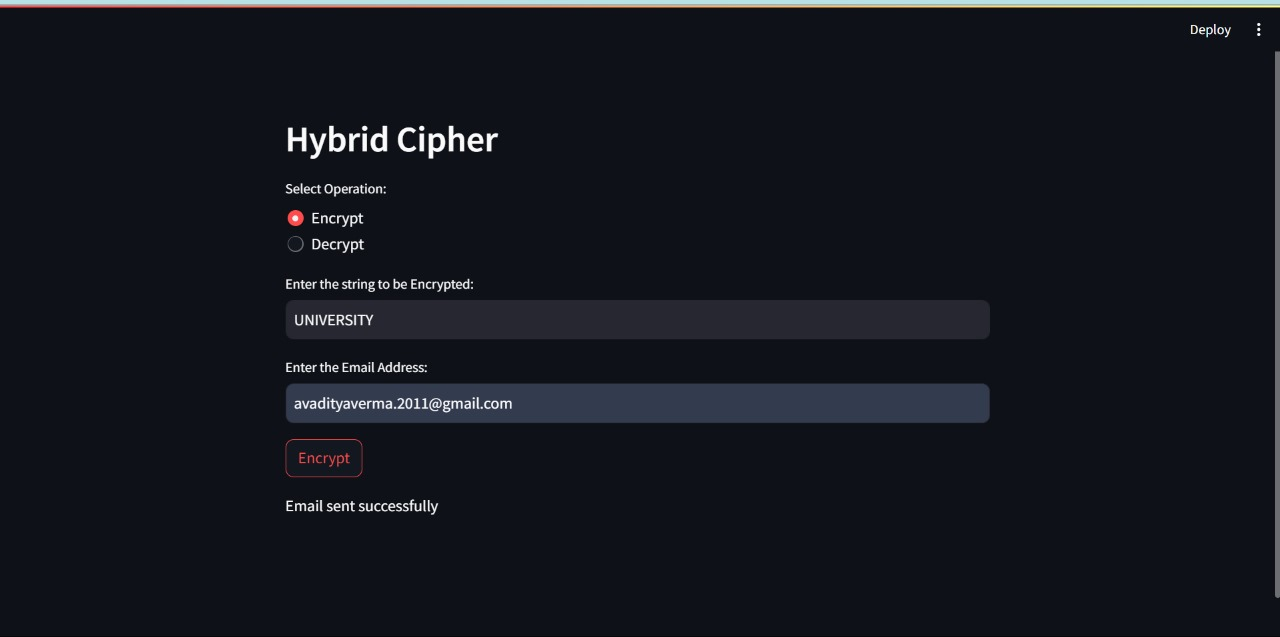 Deploy
Hybrid Cipher
Select Operation:
Encrypt
Decrypt
Enter the string to be Encrypted:
UNIVERSITY
Enter the Email Address:
avadityaverma.2011@gmail.com
Encrypt
Email sent successfully